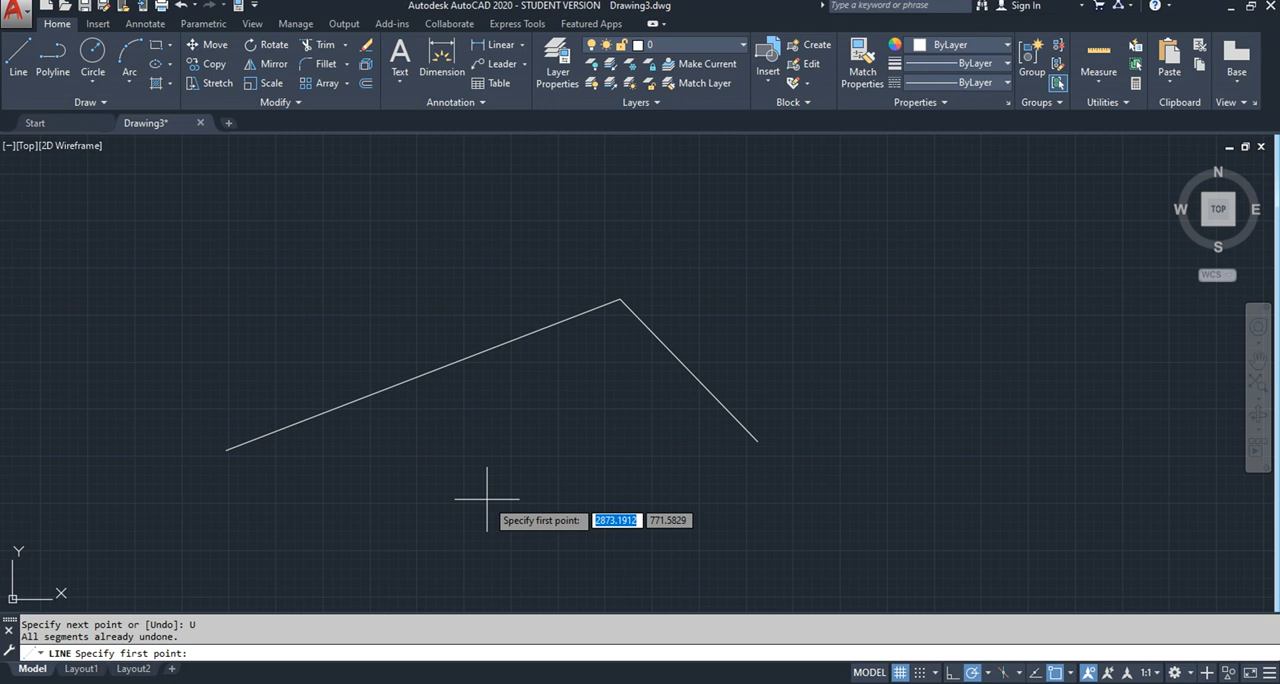 Autodesk AutoCAD 2020 - STUDENT VERSION Drawing3.dwg Type a keyword or phrase Sign In
Home Insert Annotate Parametric View Manage Output Add-ins Collaborate Express Tools Featured Apps
Line Polyline Circle Arc
Move Rotate Trim
Copy Mirror Fillet
Stretch Scale Array
Text Dimension
Linear
Leader
Table
Layer
Properties
0
Make Current
Match Layer
Insert
Create
Edit
Match
Properties
ByLayer
ByLayer
ByLayer
Group
Measure
Paste
Base
Draw Modify Annotation Layers Block Properties Groups Utilities Clipboard View
Start Drawing3*
[−][Top][2D Wireframe]
N
W TOP E
S
WCS
Specify first point: 2873.1912 771.5829
Y
X
Specify next point or [Undo]: U
All segments already undone.
LINE Specify first point:
Model Layout1 Layout2 MODEL 1:1